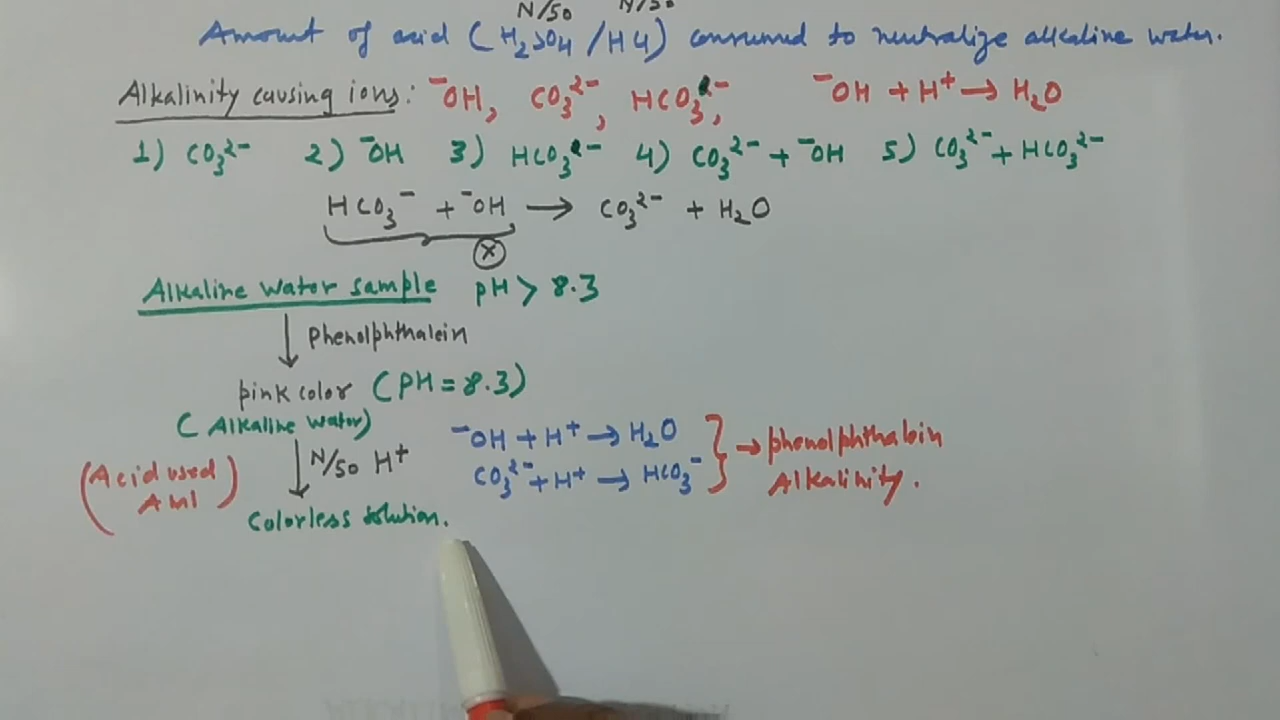 N/50 N/50
Amount of acid (H₂SO₄/H4) consumed to neutralize alkaline water.
Alkalinity causing ions: ⁻OH, CO₃²⁻, HCO₃⁻, ⁻OH + H⁺ → H₂O
1) CO₃²⁻ 2) ⁻OH 3) HCO₃⁻ 4) CO₃²⁻ + ⁻OH 5) CO₃²⁻ + HCO₃²⁻
HCO₃⁻ + ⁻OH → CO₃²⁻ + H₂O
ⓧ
Alkaline water sample pH > 8.3
↓ Phenolphthalein
pink color (PH = 8.3)
(Alkaline water)
⁻OH + H⁺ → H₂O } → phenolphthalein
(Acid used ↓ N/50 H⁺ CO₃²⁻ + H⁺ → HCO₃⁻ Alkalinity.
A ml)
Colorless solution.